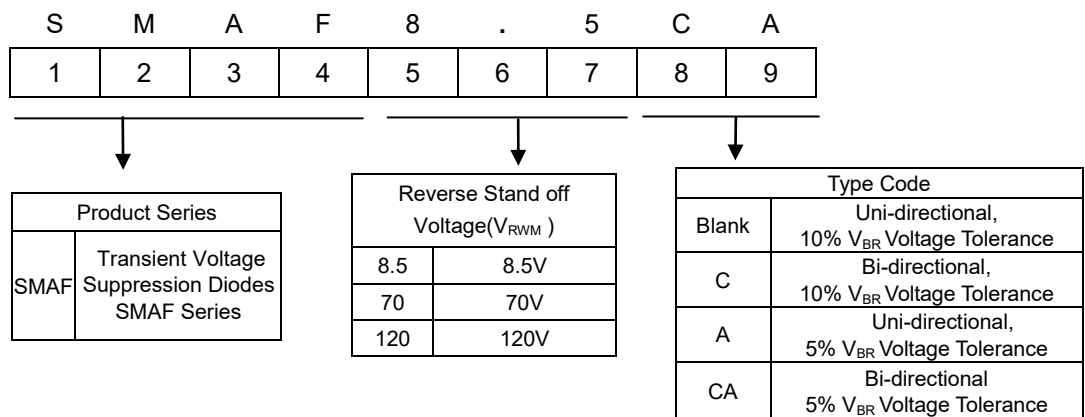 S M A F 8 . 5 C A
1 2 3 4 5 6 7 8 9
Product Series
SMAF
Transient Voltage
Suppression Diodes
SMAF Series
Reverse Stand off
Voltage(VRWM )
8.5 8.5V
70 70V
120 120V
Type Code
Blank
Uni-directional,
10% VBR Voltage Tolerance
C
Bi-directional,
10% VBR Voltage Tolerance
A
Uni-directional,
5% VBR Voltage Tolerance
CA
Bi-directional
5% VBR Voltage Tolerance